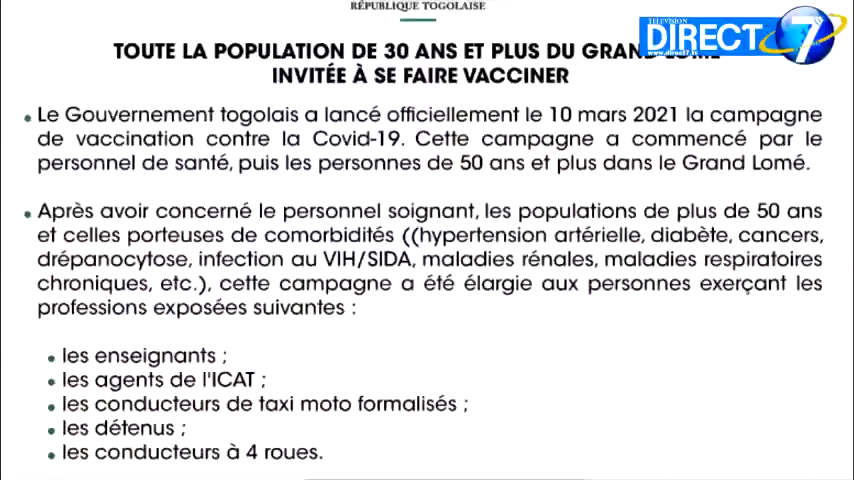 RÉPUBLIQUE TOGOLAISE
TÉLÉVISION
DIRECT 7
www.direct7.tv
TOUTE LA POPULATION DE 30 ANS ET PLUS DU GRAND LOMÉ
INVITÉE À SE FAIRE VACCINER
• Le Gouvernement togolais a lancé officiellement le 10 mars 2021 la campagne
de vaccination contre la Covid-19. Cette campagne a commencé par le
personnel de santé, puis les personnes de 50 ans et plus dans le Grand Lomé.
• Après avoir concerné le personnel soignant, les populations de plus de 50 ans
et celles porteuses de comorbidités ((hypertension artérielle, diabète, cancers,
drépanocytose, infection au VIH/SIDA, maladies rénales, maladies respiratoires
chroniques, etc.), cette campagne a été élargie aux personnes exerçant les
professions exposées suivantes :
• les enseignants ;
• les agents de l'ICAT ;
• les conducteurs de taxi moto formalisés ;
• les détenus ;
• les conducteurs à 4 roues.